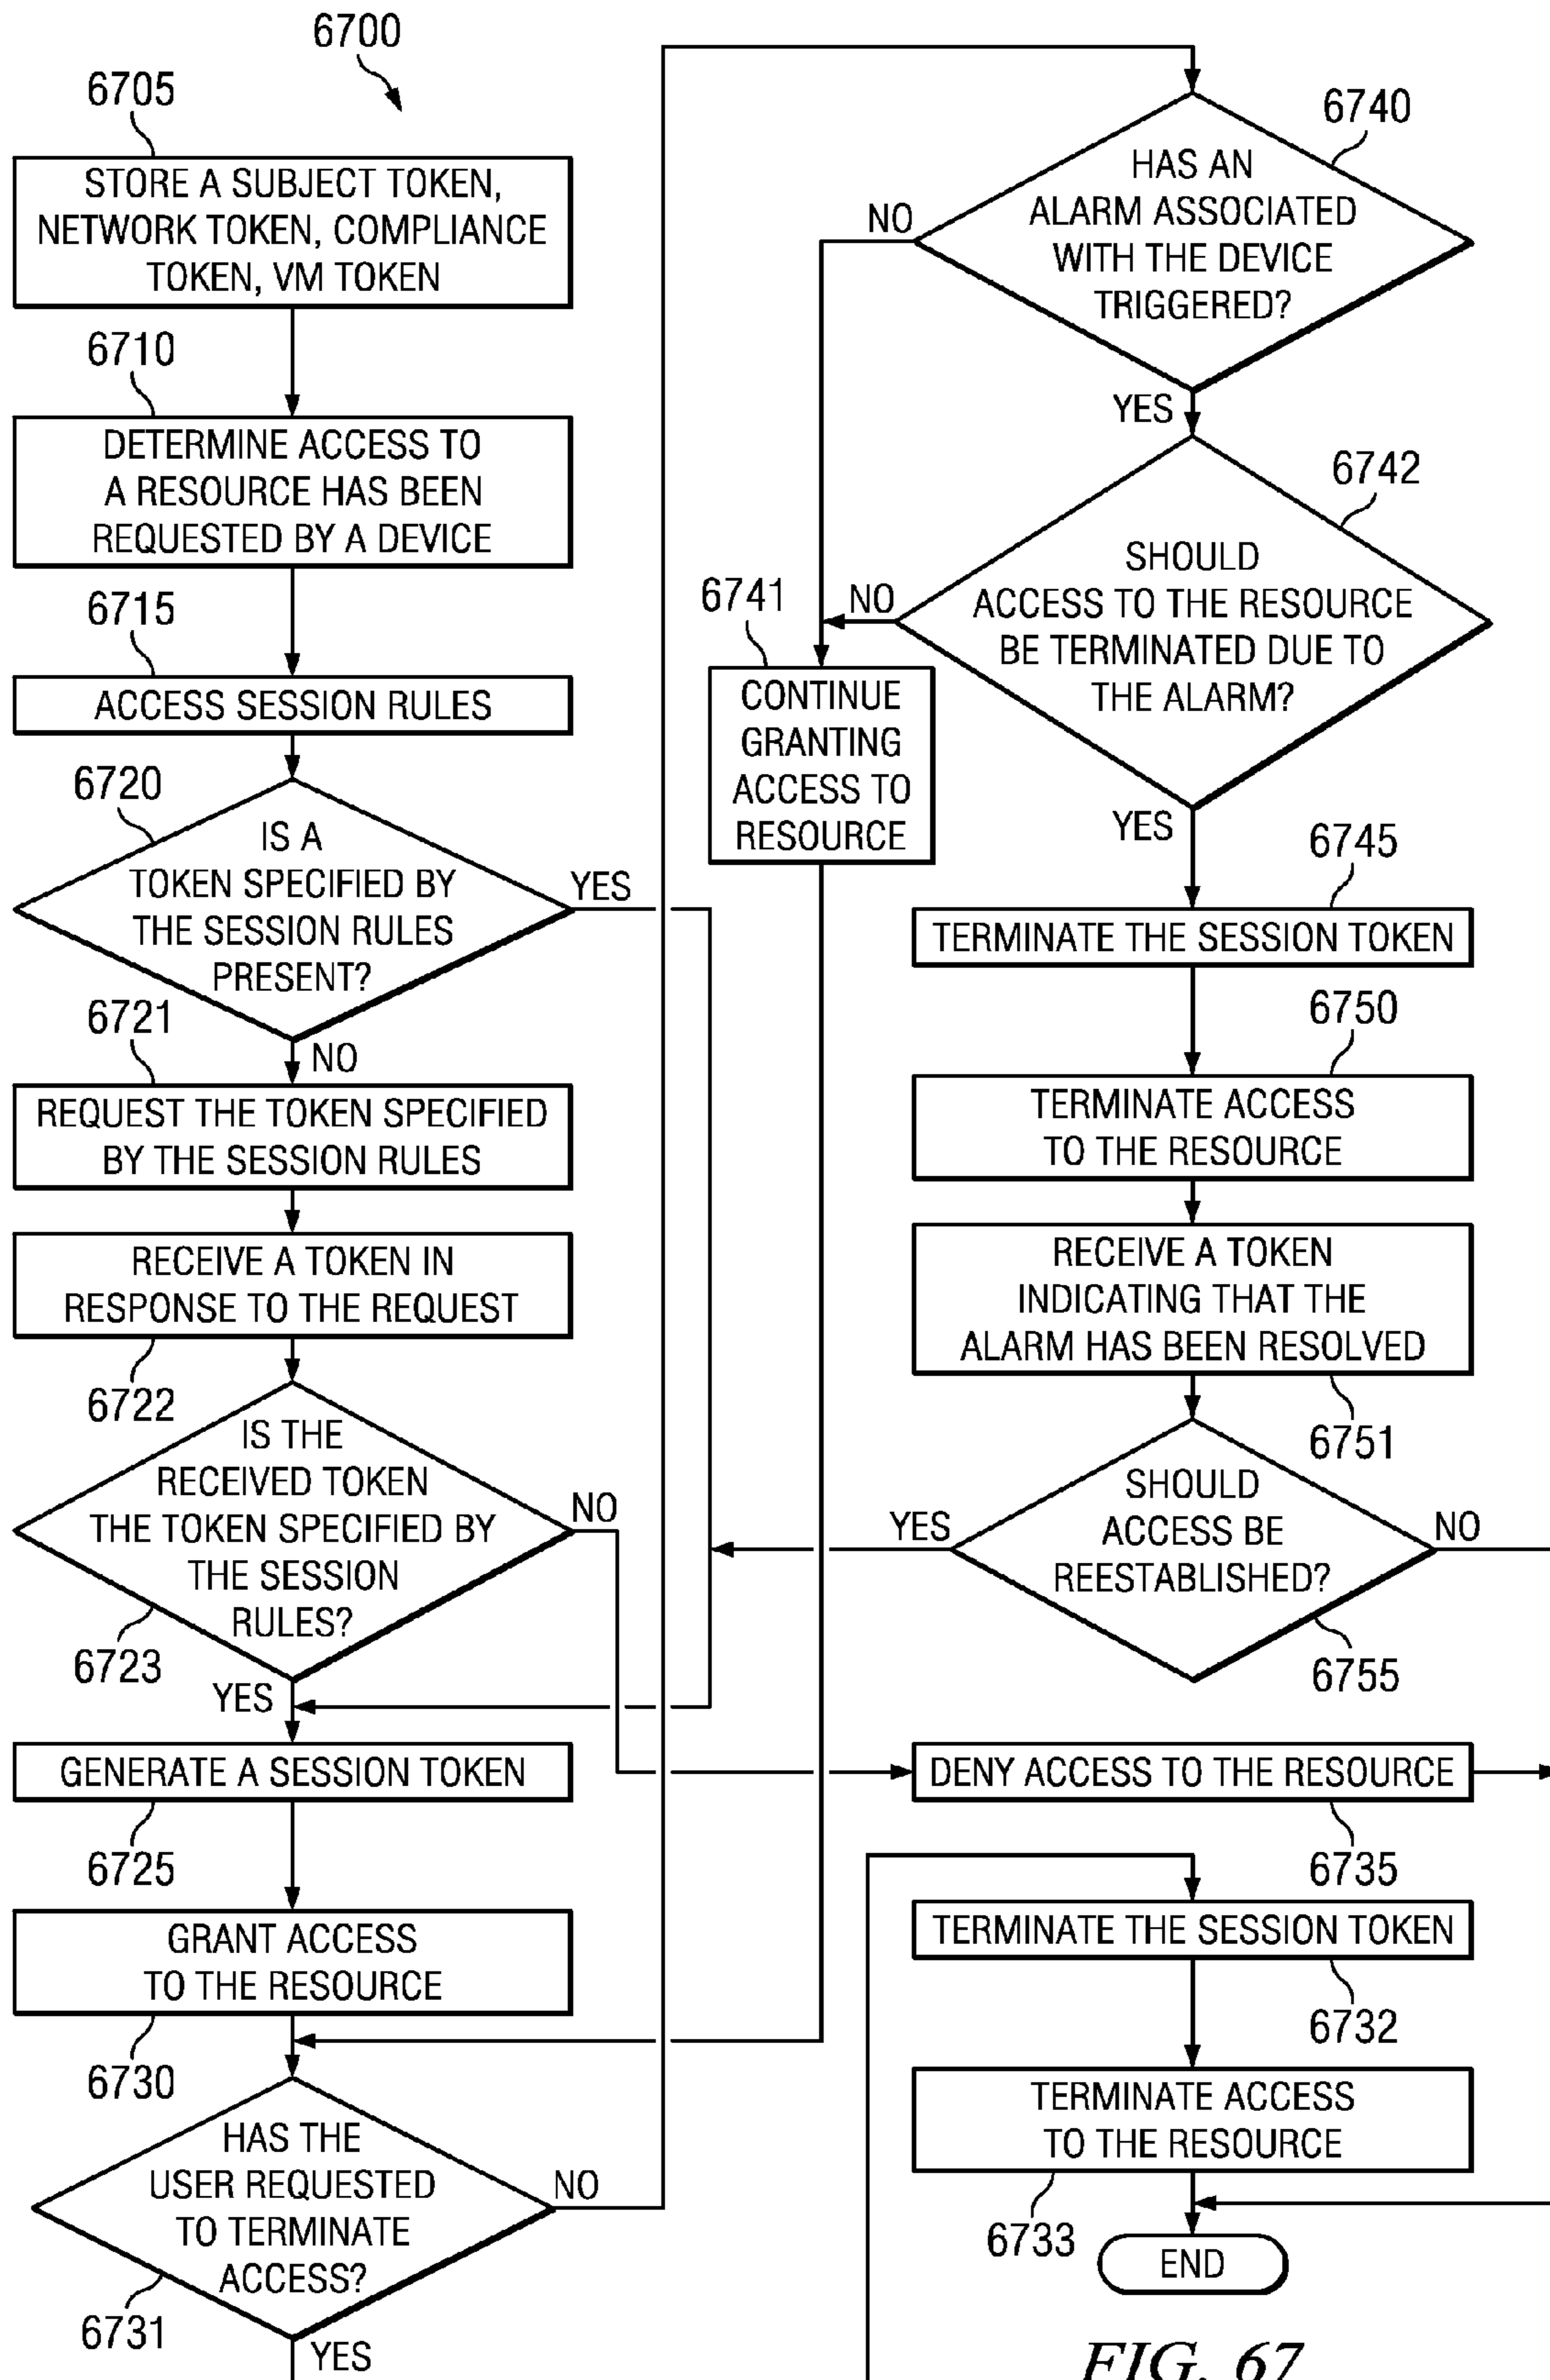 6700
6705
STORE A SUBJECT TOKEN,
NETWORK TOKEN, COMPLIANCE
TOKEN, VM TOKEN
6710
DETERMINE ACCESS TO
A RESOURCE HAS BEEN
REQUESTED BY A DEVICE
6715
ACCESS SESSION RULES
6720
IS A
TOKEN SPECIFIED BY
THE SESSION RULES
PRESENT?
YES
6721
NO
REQUEST THE TOKEN SPECIFIED
BY THE SESSION RULES
RECEIVE A TOKEN IN
RESPONSE TO THE REQUEST
6722
IS THE
RECEIVED TOKEN
THE TOKEN SPECIFIED BY
THE SESSION
RULES?
NO
6723
YES
GENERATE A SESSION TOKEN
6725
GRANT ACCESS
TO THE RESOURCE
6730
HAS THE
USER REQUESTED
TO TERMINATE
ACCESS?
NO
6731
YES
6740
HAS AN
ALARM ASSOCIATED
WITH THE DEVICE
TRIGGERED?
NO
YES
6742
SHOULD
ACCESS TO THE RESOURCE
BE TERMINATED DUE TO
THE ALARM?
NO
6741
CONTINUE
GRANTING
ACCESS TO
RESOURCE
YES
6745
TERMINATE THE SESSION TOKEN
6750
TERMINATE ACCESS
TO THE RESOURCE
RECEIVE A TOKEN
INDICATING THAT THE
ALARM HAS BEEN RESOLVED
6751
SHOULD
ACCESS BE
REESTABLISHED?
YES
NO
6755
DENY ACCESS TO THE RESOURCE
6735
TERMINATE THE SESSION TOKEN
6732
TERMINATE ACCESS
TO THE RESOURCE
6733
END
FIG. 67